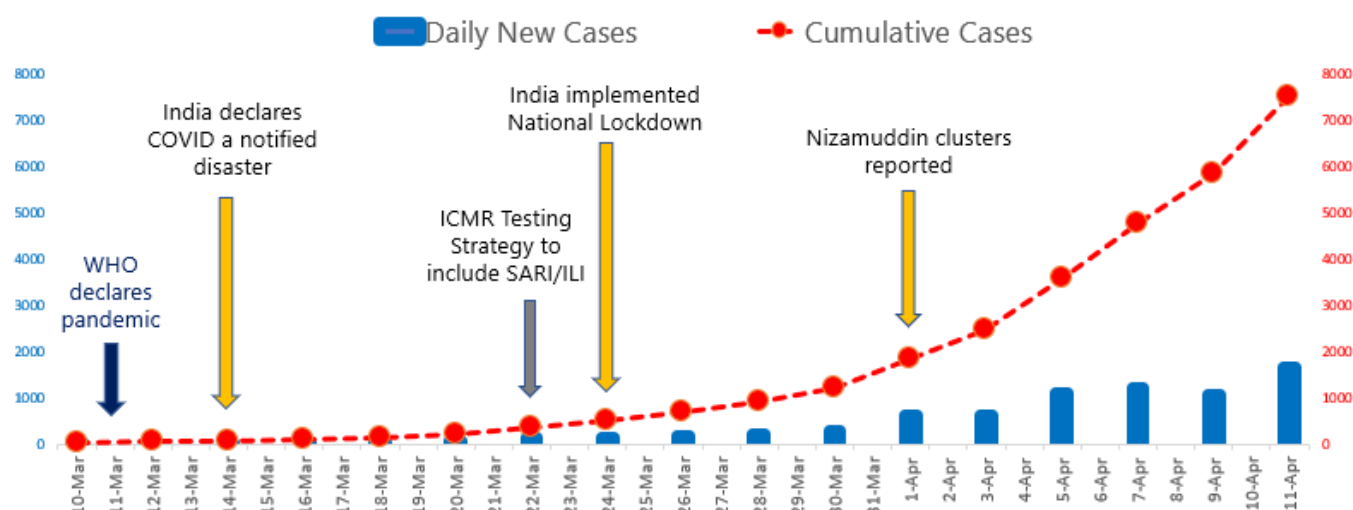 Daily New Cases
Cumulative Cases
8000
7000
6000
5000
4000
3000
2000
1000
0
WHO
declares
pandemic
India declares
COVID a notified
disaster
ICMR Testing
Strategy to
include SARI/ILI
India implemented
National Lockdown
Nizamuddin clusters
reported
8000
7000
6000
5000
4000
3000
2000
1000
0
10-Mar
11-Mar
12-Mar
13-Mar
14-Mar
15-Mar
16-Mar
17-Mar
18-Mar
19-Mar
20-Mar
21-Mar
22-Mar
23-Mar
24-Mar
25-Mar
26-Mar
27-Mar
28-Mar
29-Mar
30-Mar
31-Mar
1-Apr
2-Apr
3-Apr
4-Apr
5-Apr
6-Apr
7-Apr
8-Apr
9-Apr
10-Apr
11-Apr